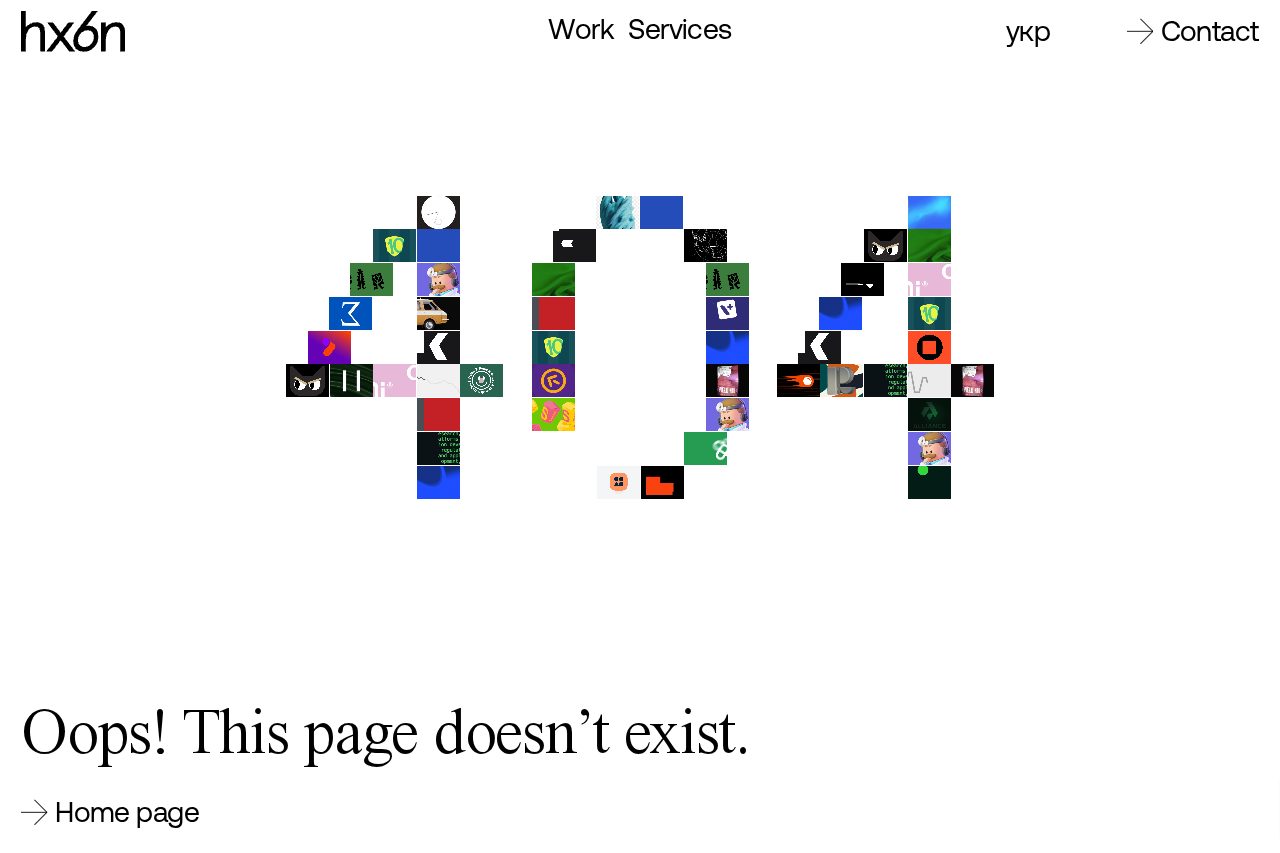 hx6n
Work Services
укр
Contact
Oops! This page doesn’t exist.
Home page